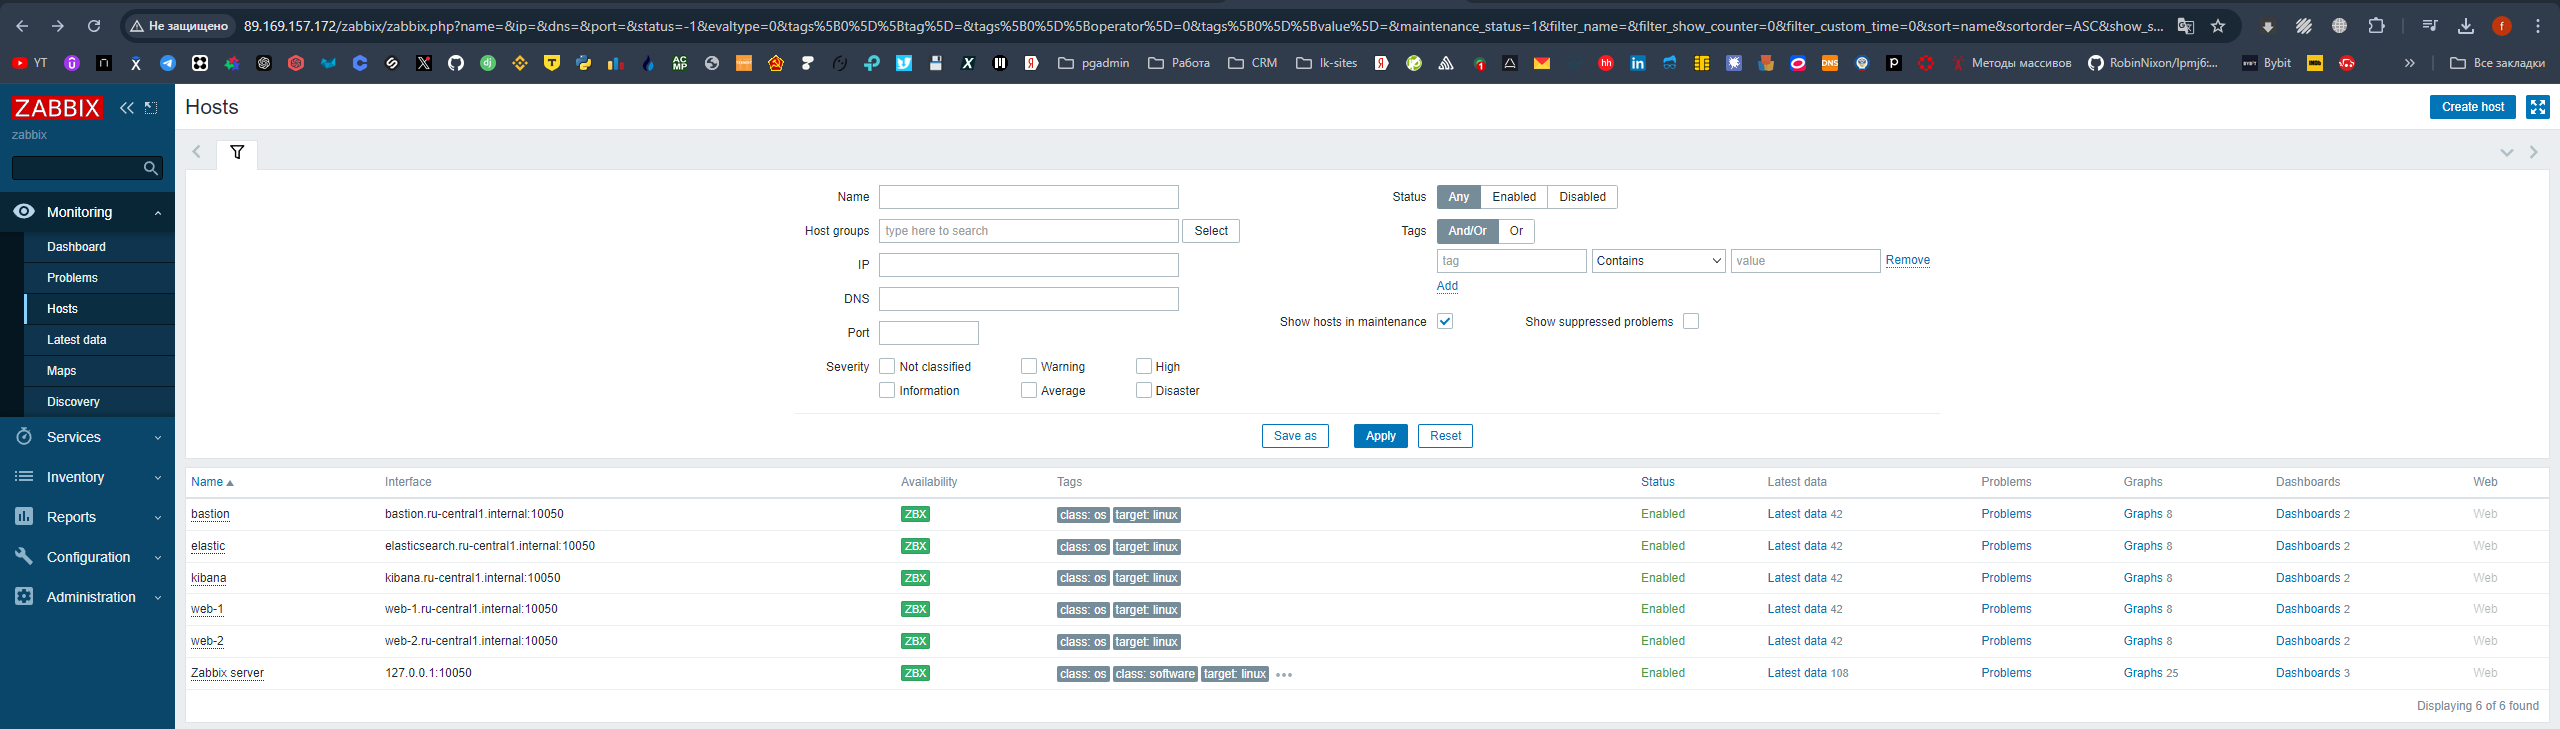 Не защищено 89.169.157.172/zabbix/zabbix.php?name=&ip=&dns=&port=&status=-1&evaltype=0&tags%5B0%5D%5Btag%5D=&tags%5B0%5D%5Boperator%5D=0&tags%5B0%5D%5Bvalue%5D=&maintenance_status=1&filter_name=&filter_show_counter=0&filter_custom_time=0&sort=name&sortorder=ASC&show_s...
YT pgadmin Работа CRM lk-sites Методы массивов RobinNixon/lpmj6:... Bybit Все закладки
ZABBIX
zabbix
Hosts
Create host
Monitoring
Dashboard
Problems
Hosts
Latest data
Maps
Discovery
Services
Inventory
Reports
Configuration
Administration
Name
Host groups type here to search Select
IP
DNS
Port
Severity Not classified Warning High
Information Average Disaster
Status Any Enabled Disabled
Tags And/Or Or
tag Contains value Remove
Add
Show hosts in maintenance Show suppressed problems
Save as Apply Reset
Name Interface Availability Tags Status Latest data Problems Graphs Dashboards Web
bastion bastion.ru-central1.internal:10050 ZBX class: os target: linux Enabled Latest data 42 Problems Graphs 8 Dashboards 2 Web
elastic elasticsearch.ru-central1.internal:10050 ZBX class: os target: linux Enabled Latest data 42 Problems Graphs 8 Dashboards 2 Web
kibana kibana.ru-central1.internal:10050 ZBX class: os target: linux Enabled Latest data 42 Problems Graphs 8 Dashboards 2 Web
web-1 web-1.ru-central1.internal:10050 ZBX class: os target: linux Enabled Latest data 42 Problems Graphs 8 Dashboards 2 Web
web-2 web-2.ru-central1.internal:10050 ZBX class: os target: linux Enabled Latest data 42 Problems Graphs 8 Dashboards 2 Web
Zabbix server 127.0.0.1:10050 ZBX class: os class: software target: linux Enabled Latest data 108 Problems Graphs 25 Dashboards 3 Web
Displaying 6 of 6 found